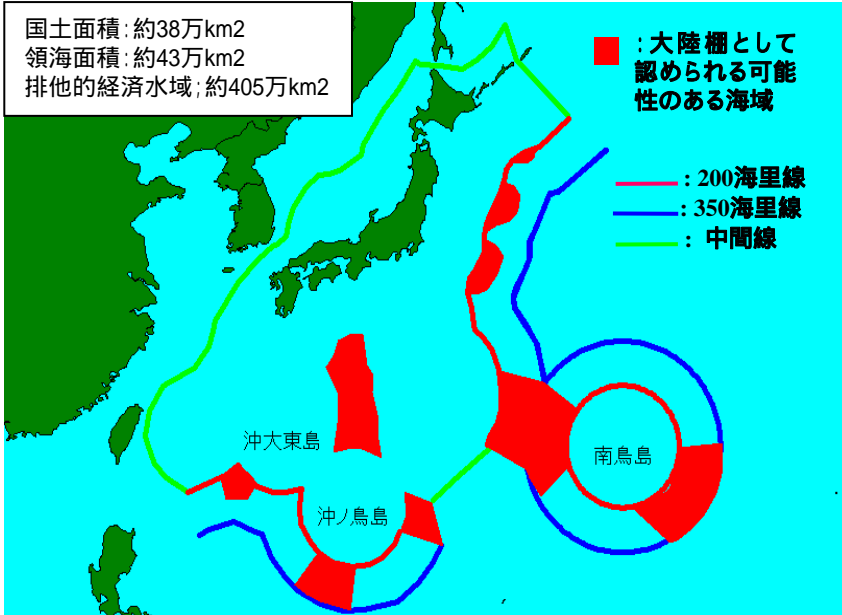 国土面積:約38万km2
領海面積:約43万km2
排他的経済水域;約405万km2
:大陸棚として
認められる可能
性のある海域
: 200海里線
: 350海里線
: 中間線
沖大東島
南鳥島
沖ノ鳥島